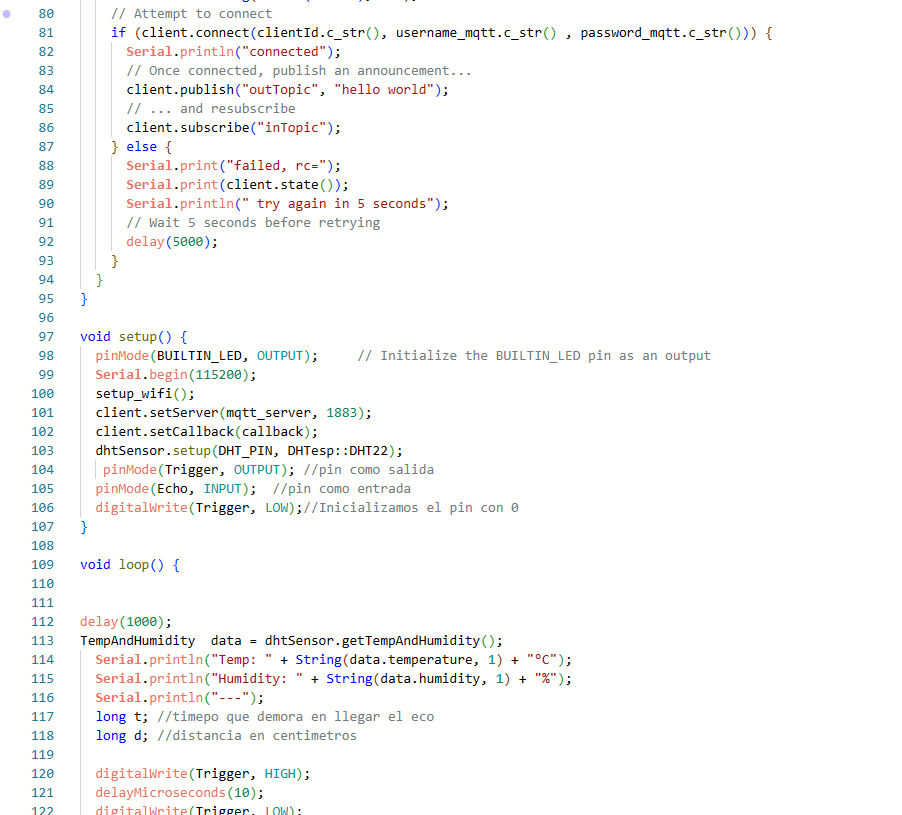 80 // Attempt to connect
81 if (client.connect(clientId.c_str(), username_mqtt.c_str() , password_mqtt.c_str())) {
82 Serial.println("connected");
83 // Once connected, publish an announcement...
84 client.publish("outTopic", "hello world");
85 // ... and resubscribe
86 client.subscribe("inTopic");
87 } else {
88 Serial.print("failed, rc=");
89 Serial.print(client.state());
90 Serial.println(" try again in 5 seconds");
91 // Wait 5 seconds before retrying
92 delay(5000);
93 }
94 }
95 }
96
97 void setup() {
98 pinMode(BUILTIN_LED, OUTPUT);     // Initialize the BUILTIN_LED pin as an output
99 Serial.begin(115200);
100 setup_wifi();
101 client.setServer(mqtt_server, 1883);
102 client.setCallback(callback);
103 dhtSensor.setup(DHT_PIN, DHTesp::DHT22);
104 pinMode(Trigger, OUTPUT); //pin como salida
105 pinMode(Echo, INPUT);  //pin como entrada
106 digitalWrite(Trigger, LOW);//Inicializamos el pin con 0
107 }
108
109 void loop() {
110
111
112 delay(1000);
113 TempAndHumidity  data = dhtSensor.getTempAndHumidity();
114 Serial.println("Temp: " + String(data.temperature, 1) + "°C");
115 Serial.println("Humidity: " + String(data.humidity, 1) + "%");
116 Serial.println("---");
117 long t; //timepo que demora en llegar el eco
118 long d; //distancia en centimetros
119
120 digitalWrite(Trigger, HIGH);
121 delayMicroseconds(10);
122 digitalWrite(Trigger, LOW);